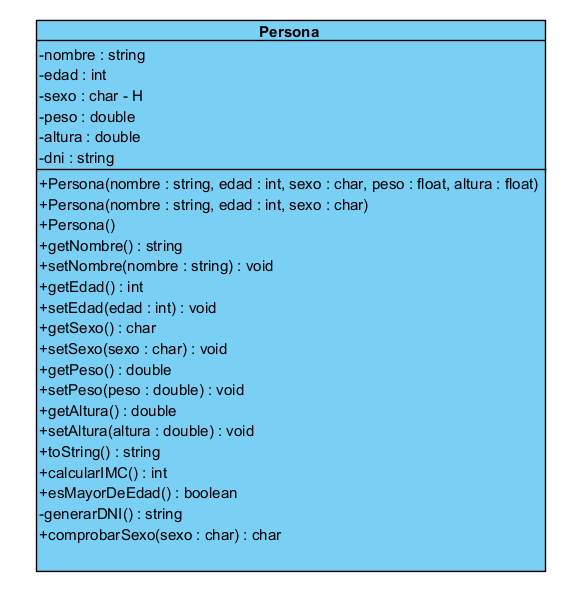 Persona
-nombre : string
-edad : int
-sexo : char - H
-peso : double
-altura : double
-dni : string
+Persona(nombre : string, edad : int, sexo : char, peso : float, altura : float)
+Persona(nombre : string, edad : int, sexo : char)
+Persona()
+getNombre() : string
+setNombre(nombre : string) : void
+getEdad() : int
+setEdad(edad : int) : void
+getSexo() : char
+setSexo(sexo : char) : void
+getPeso() : double
+setPeso(peso : double) : void
+getAltura() : double
+setAltura(altura : double) : void
+toString() : string
+calcularIMC() : int
+esMayorDeEdad() : boolean
-generarDNI() : string
+comprobarSexo(sexo : char) : char